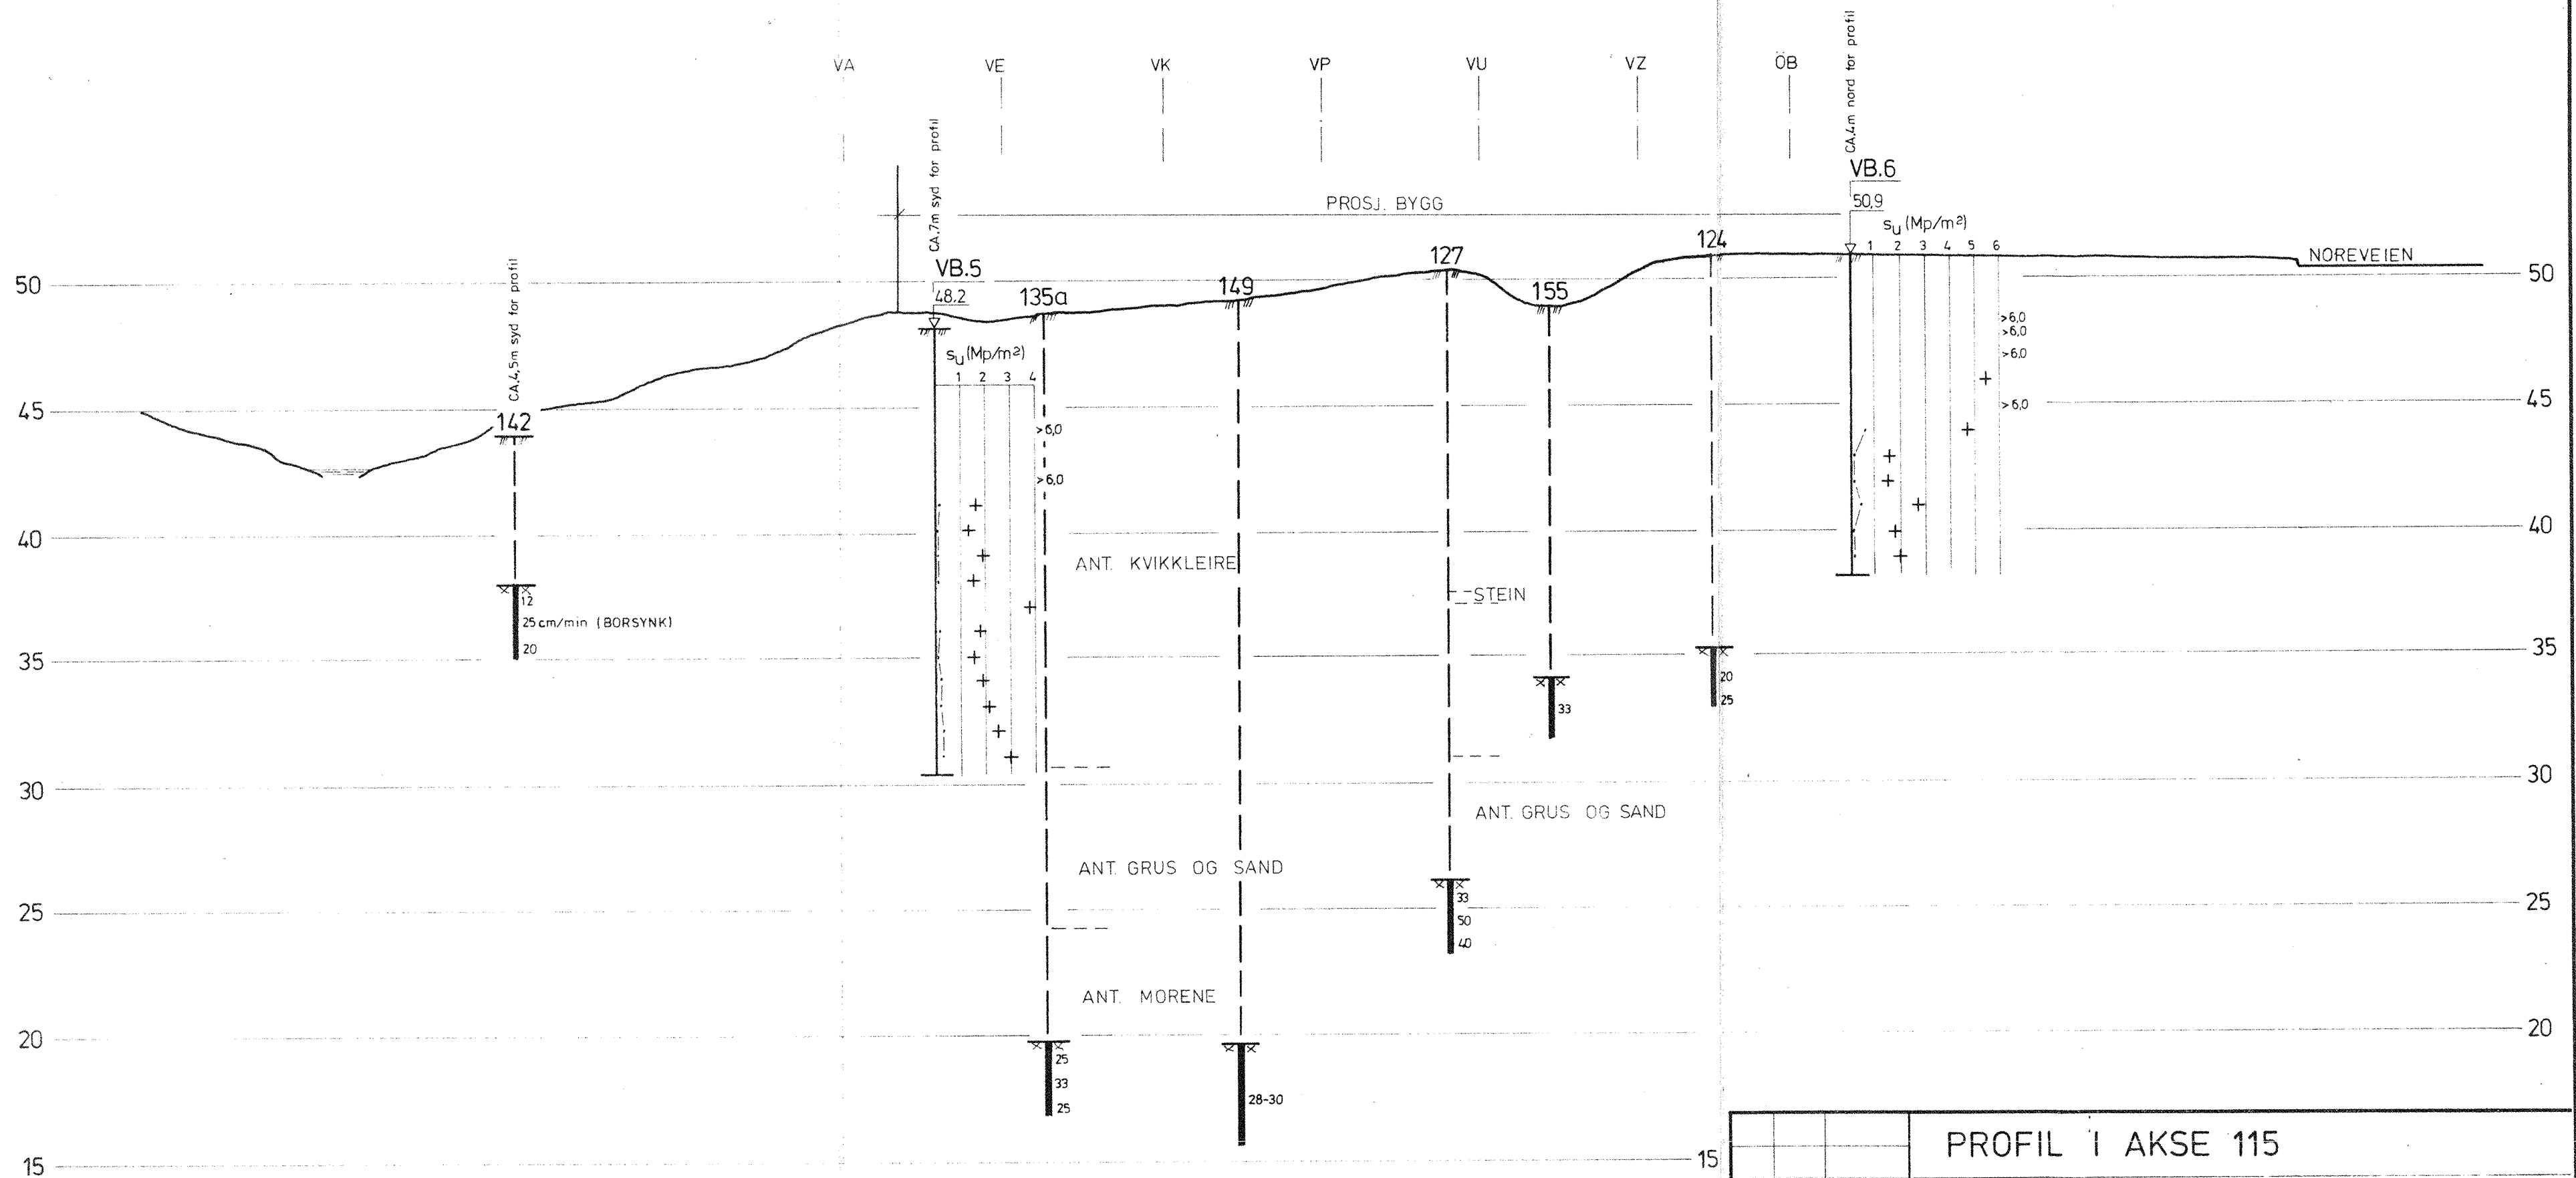 VA VE VK VP VU VZ ÖB
CA.4m nord for profil
VB.6
50,9
PROSJ. BYGG
CA.7m syd for profil
VB.5
48.2
CA.4,5m syd for profil
142
135a
149
127
155
124
NOREVEIEN
su (Mp/m²)
1 2 3 4 5 6
>6,0
>6,0
>6,0
>6,0
su (Mp/m²)
1 2 3 4
>6,0
>6,0
50
45
40
35
30
25
20
15
50
45
40
35
30
25
20
15
12
25 cm/min (BORSYNK)
20
ANT. KVIKKLEIRE
STEIN
33
20
25
ANT. GRUS OG SAND
ANT. GRUS OG SAND
33
50
40
ANT. MORENE
25
33
25
28-30
PROFIL I AKSE 115